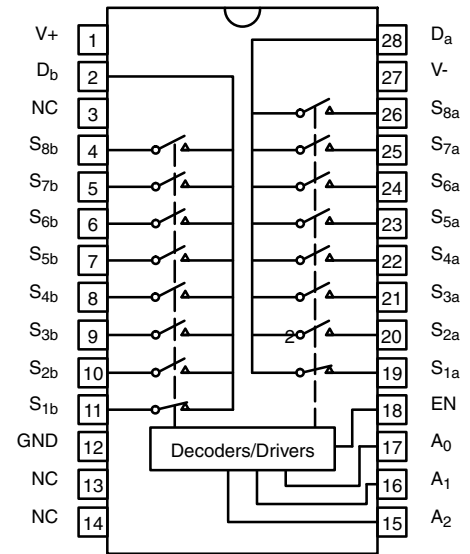 V+ 1 28 Da
Db 2 27 V-
NC 3 26 S8a
S8b 4 25 S7a
S7b 5 24 S6a
S6b 6 23 S5a
S5b 7 22 S4a
S4b 8 21 S3a
S3b 9 2 20 S2a
S2b 10 19 S1a
S1b 11 18 EN
GND 12 Decoders/Drivers 17 A0
NC 13 16 A1
NC 14 15 A2